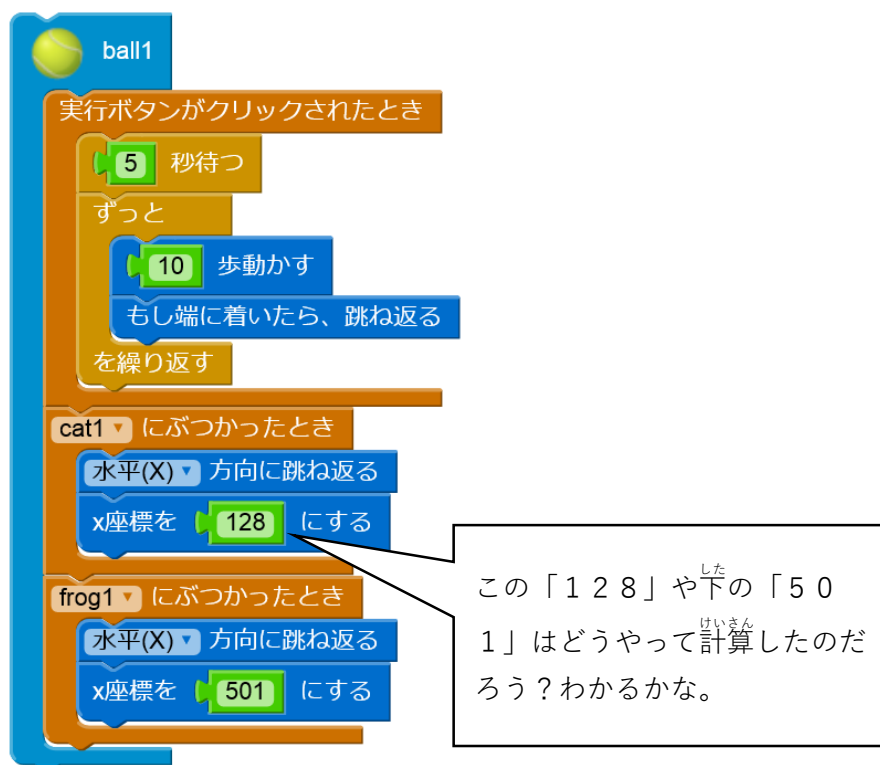 ball1
実行ボタンがクリックされたとき
5 秒待つ
ずっと
10 歩動かす
もし端に着いたら、跳ね返る
を繰り返す
cat1 にぶつかったとき
水平(X) 方向に跳ね返る
x座標を 128 にする
frog1 にぶつかったとき
水平(X) 方向に跳ね返る
x座標を 501 にする
した
この「１２８」や下の「５０
けいさん
１」はどうやって計算したのだ
ろう？わかるかな。